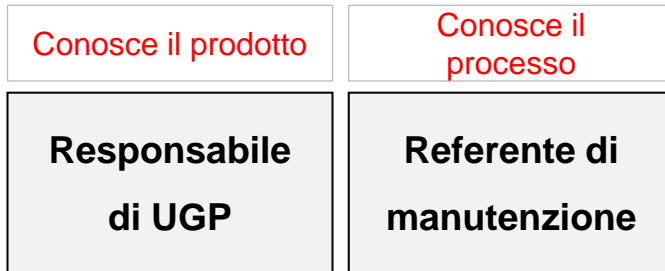 Conosce il prodotto
Conosce il
processo
Responsabile
di UGP
Referente di
manutenzione